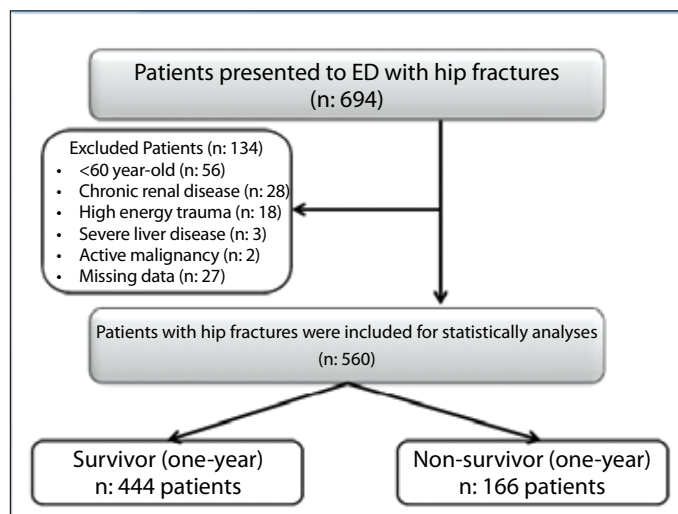 Patients presented to ED with hip fractures
(n: 694)
Excluded Patients (n: 134)
• <60 year-old (n: 56)
• Chronic renal disease (n: 28)
• High energy trauma (n: 18)
• Severe liver disease (n: 3)
• Active malignancy (n: 2)
• Missing data (n: 27)
Patients with hip fractures were included for statistically analyses
(n: 560)
Survivor (one-year)
n: 444 patients
Non-survivor (one-year)
n: 166 patients